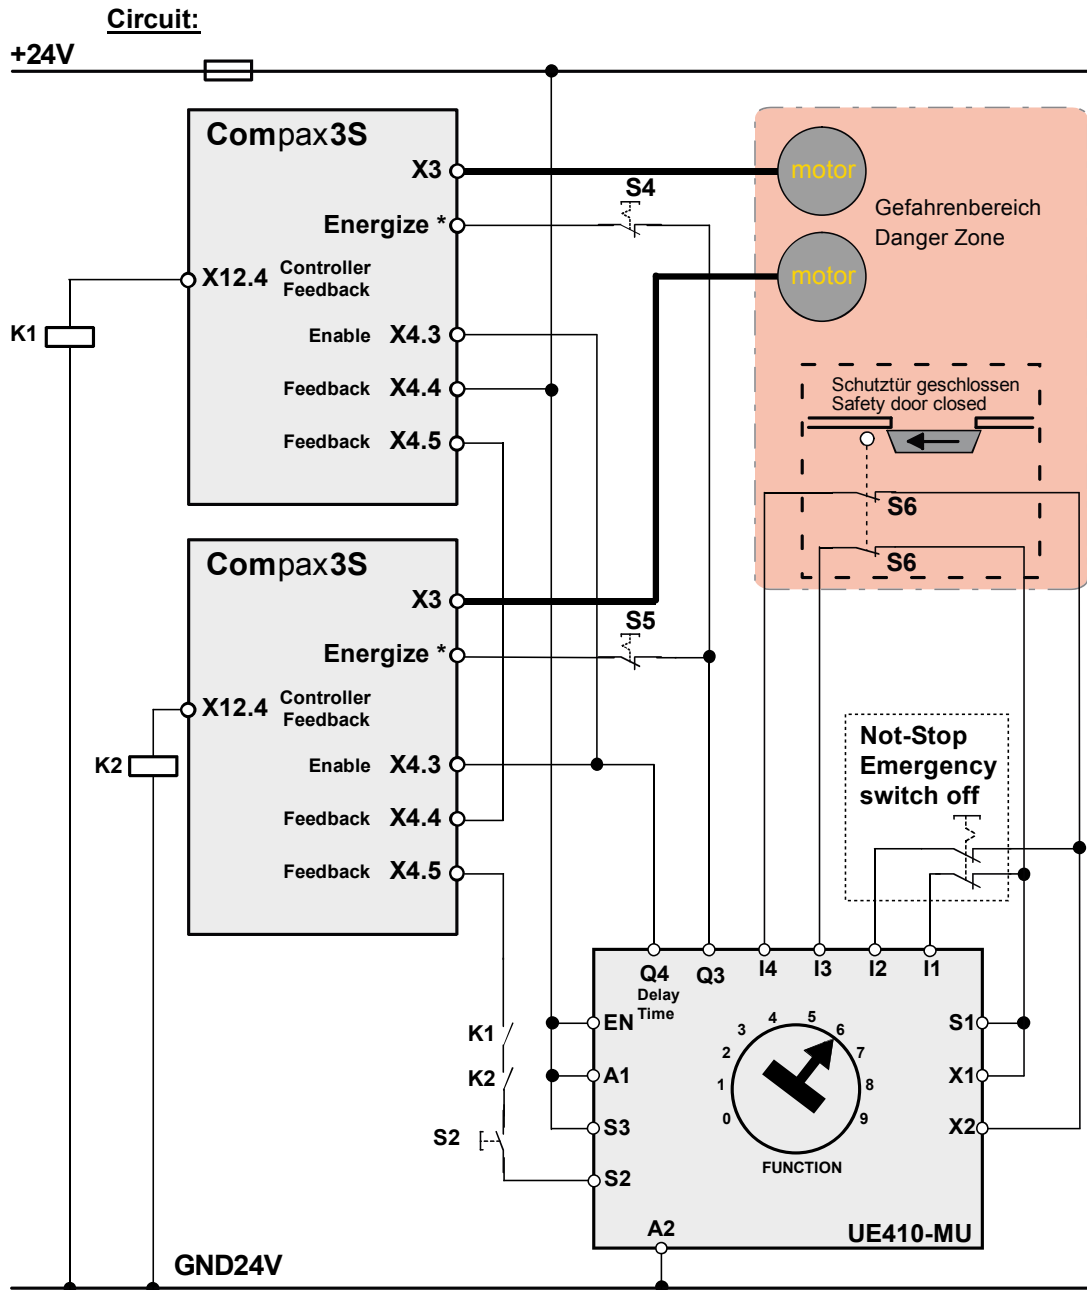 Circuit:
+24V
Compax3S
X3
Energize *
X12.4 Controller Feedback
Enable X4.3
Feedback X4.4
Feedback X4.5
K1
S4
motor
motor
Gefahrenbereich
Danger Zone
Schutztür geschlossen
Safety door closed
S6
S6
Compax3S
X3
Energize *
X12.4 Controller Feedback
Enable X4.3
Feedback X4.4
Feedback X4.5
K2
S5
Not-Stop
Emergency
switch off
Q4 Q3 I4 I3 I2 I1
Delay
Time
K1
K2
S2
EN
A1
S3
S2
0 1 2 3 4 5 6 7 8 9
FUNCTION
S1
X1
X2
A2
UE410-MU
GND24V